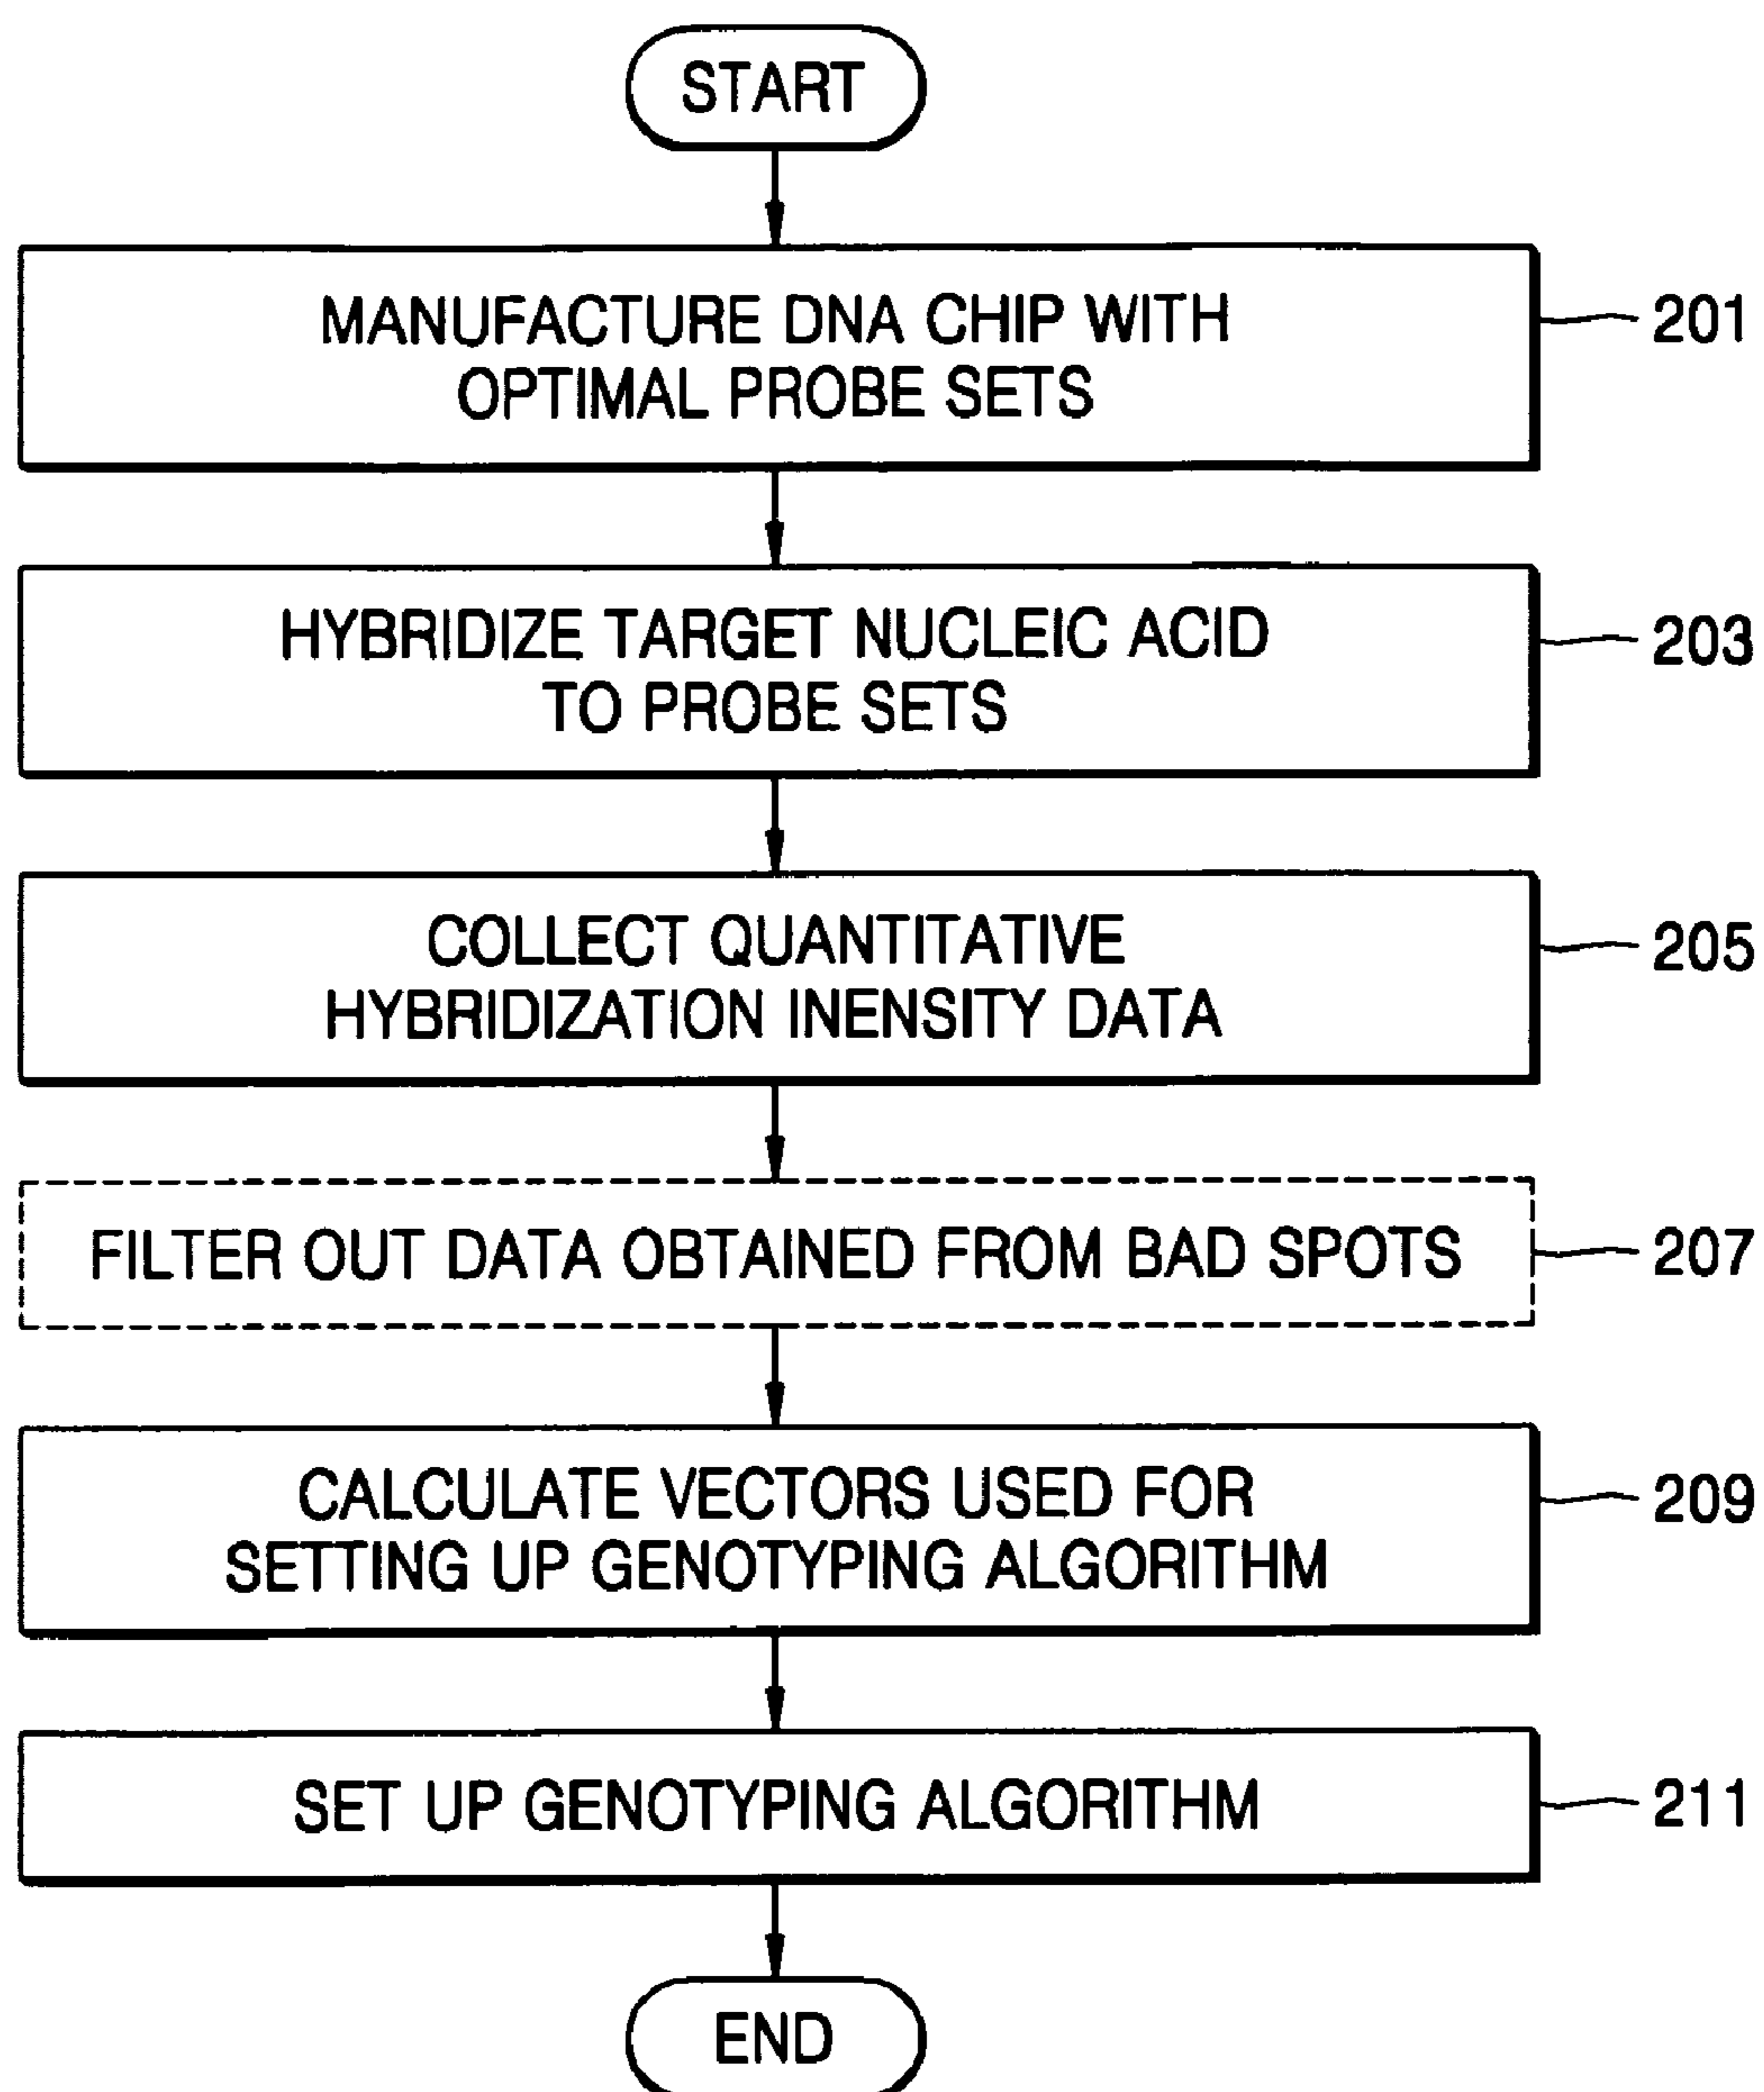 START
MANUFACTURE DNA CHIP WITH
OPTIMAL PROBE SETS
201
HYBRIDIZE TARGET NUCLEIC ACID
TO PROBE SETS
203
COLLECT QUANTITATIVE
HYBRIDIZATION INENSITY DATA
205
FILTER OUT DATA OBTAINED FROM BAD SPOTS
207
CALCULATE VECTORS USED FOR
SETTING UP GENOTYPING ALGORITHM
209
SET UP GENOTYPING ALGORITHM
211
END